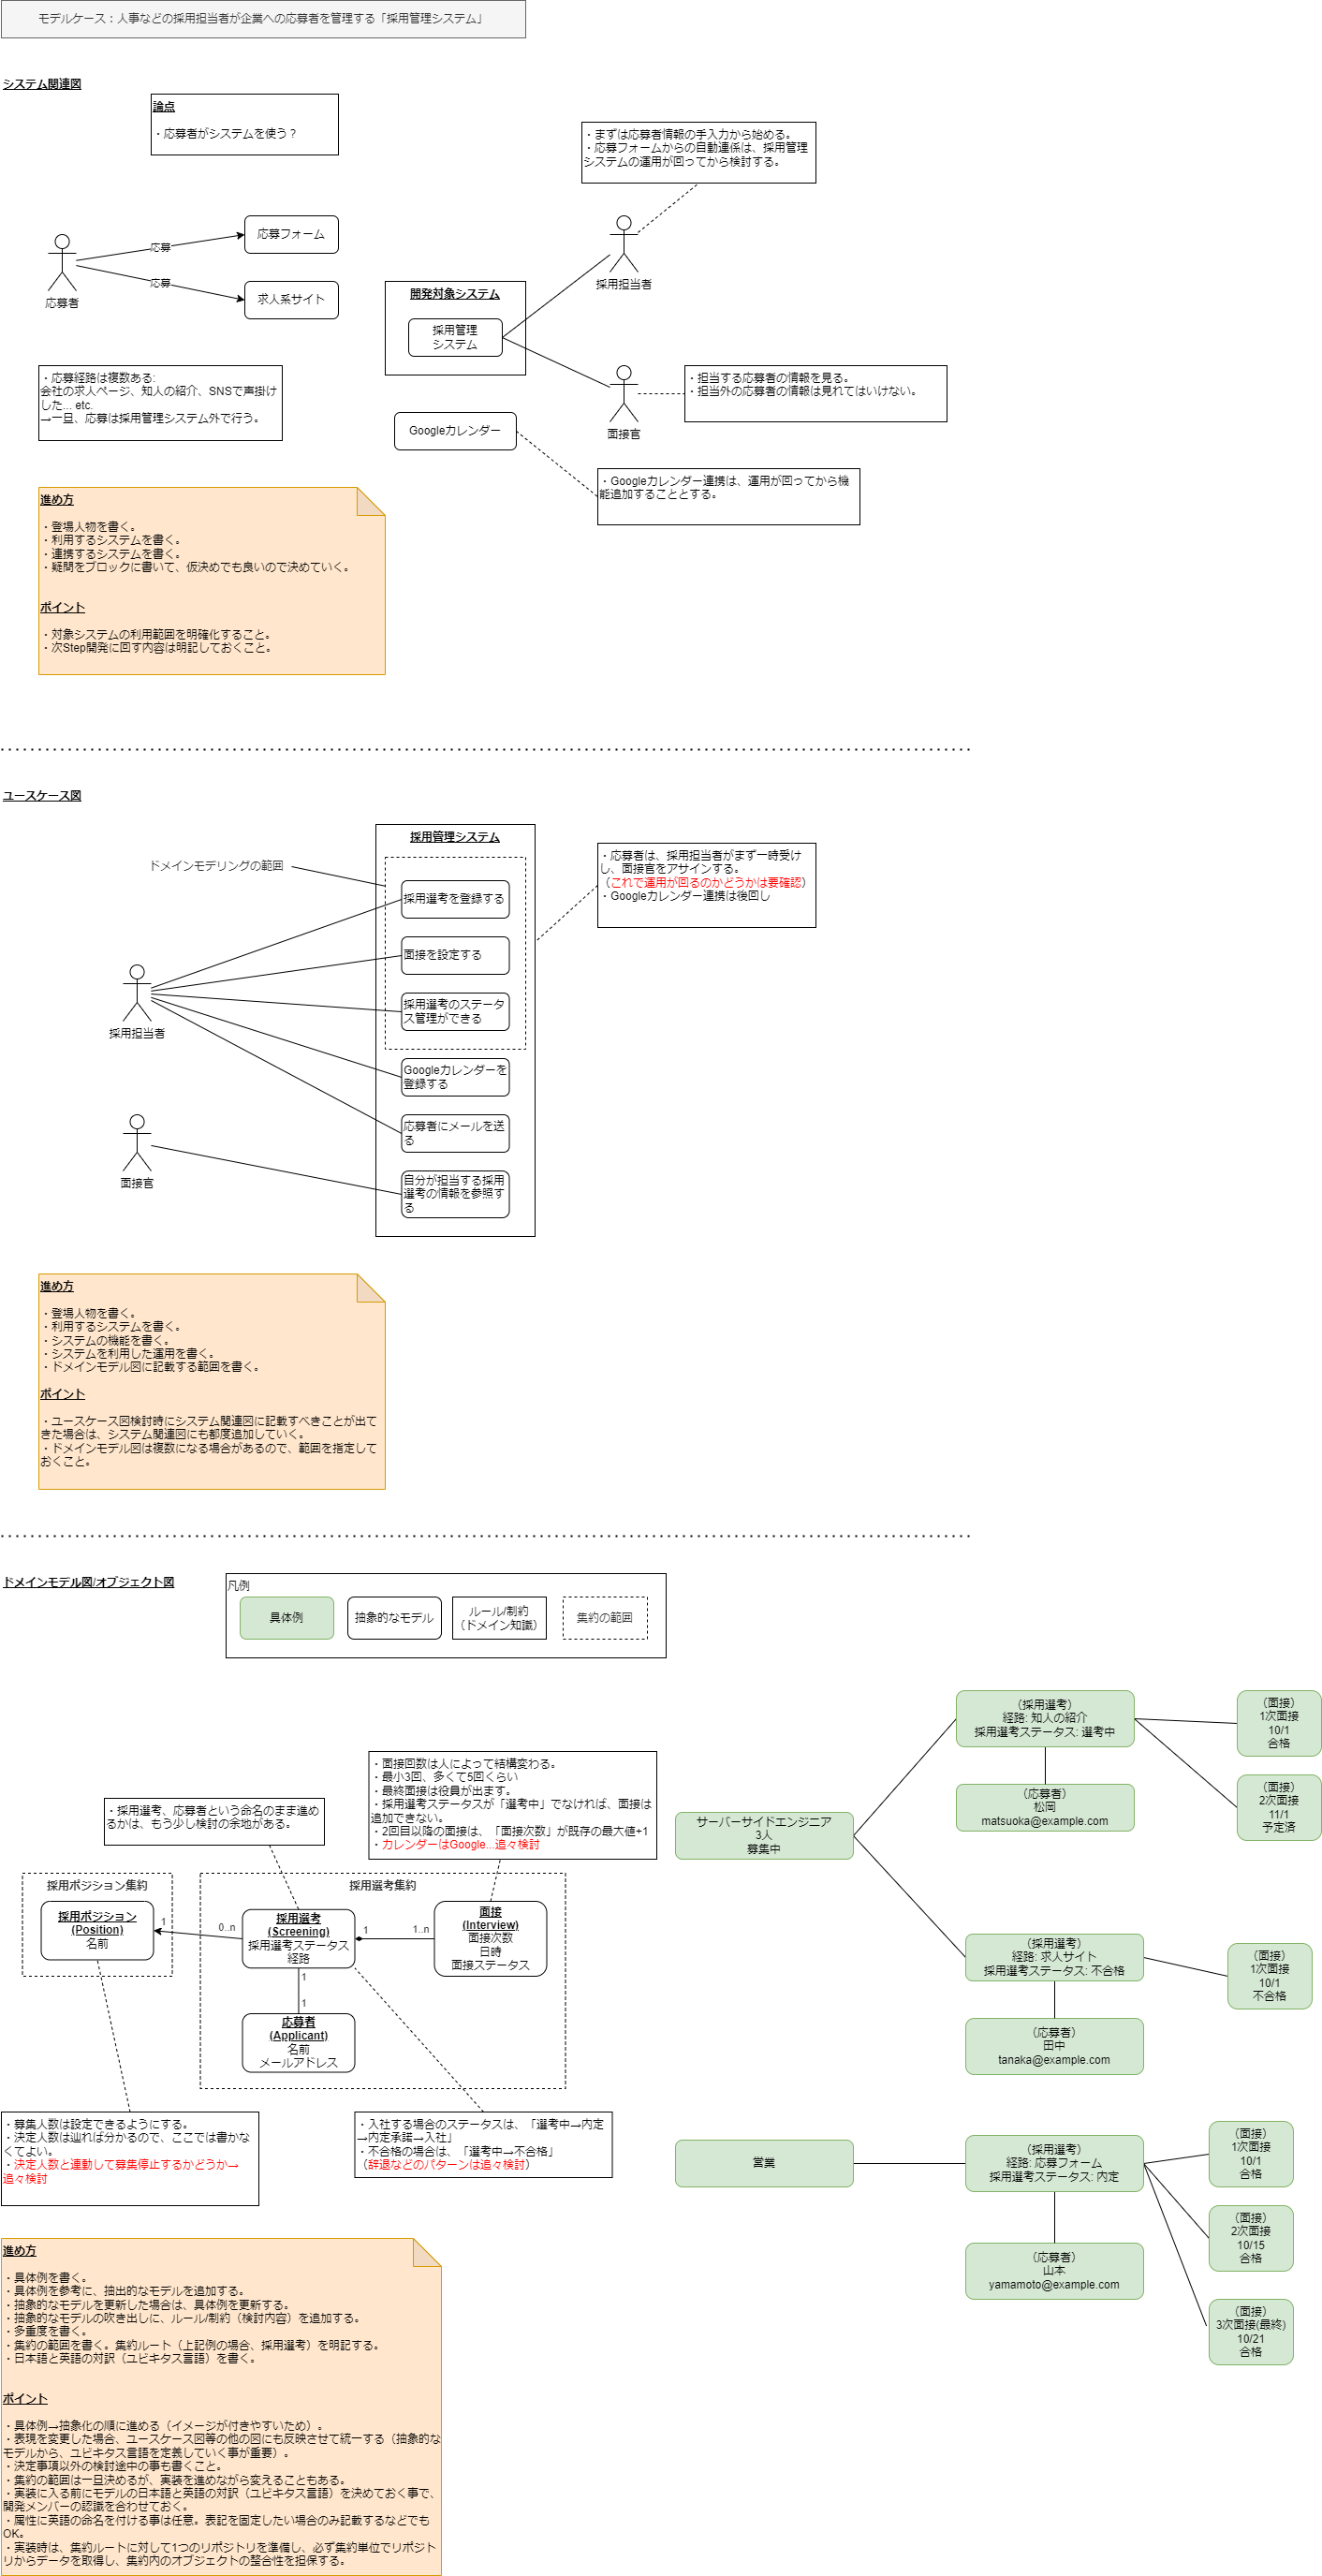 モデルケース：人事などの採用担当者が企業への応募者を管理する「採用管理システム」
システム関連図
論点
・応募者がシステムを使う？
・まずは応募者情報の手入力から始める。
・応募フォームからの自動連係は、採用管理
システムの運用が回ってから検討する。
応募
応募フォーム
応募
求人系サイト
応募者
採用担当者
開発対象システム
採用管理
システム
・応募経路は複数ある:
会社の求人ページ、知人の紹介、SNSで声掛け
した... etc.
→一旦、応募は採用管理システム外で行う。
面接官
・担当する応募者の情報を見る。
・担当外の応募者の情報は見れてはいけない。
Googleカレンダー
・Googleカレンダー連携は、運用が回ってから機
能追加することとする。
進め方
・登場人物を書く。
・利用するシステムを書く。
・連携するシステムを書く。
・疑問をブロックに書いて、仮決めでも良いので決めていく。
ポイント
・対象システムの利用範囲を明確化すること。
・次Step開発に回す内容は明記しておくこと。
ユースケース図
採用管理システム
ドメインモデリングの範囲
・応募者は、採用担当者がまず一時受け
し、面接官をアサインする。
（これで運用が回るのかどうかは要確認）
・Googleカレンダー連携は後回し
採用選考を登録する
面接を設定する
採用選考のステータ
ス管理ができる
採用担当者
Googleカレンダーを
登録する
応募者にメールを送
る
面接官
自分が担当する採用
選考の情報を参照す
る
進め方
・登場人物を書く。
・利用するシステムを書く。
・システムの機能を書く。
・システムを利用した運用を書く。
・ドメインモデル図に記載する範囲を書く。
ポイント
・ユースケース図検討時にシステム関連図に記載すべきことが出て
きた場合は、システム関連図にも都度追加していく。
・ドメインモデル図は複数になる場合があるので、範囲を指定して
おくこと。
ドメインモデル図/オブジェクト図
凡例
具体例
抽象的なモデル
ルール/制約
（ドメイン知識）
集約の範囲
・面接回数は人によって結構変わる。
・最小3回、多くて5回くらい
・最終面接は役員が出ます。
・採用選考ステータスが「選考中」でなければ、面接は
追加できない。
・2回目以降の面接は、「面接次数」が既存の最大値+1
・カレンダーはGoogle...追々検討
・採用選考、応募者という命名のまま進め
るかは、もう少し検討の余地がある。
採用ポジション集約
採用ポジション
(Position)
名前
1
0..n
採用選考集約
採用選考
(Screening)
採用選考ステータス
経路
1
1..n
面接
(Interview)
面接次数
日時
面接ステータス
1
1
応募者
(Applicant)
名前
メールアドレス
・募集人数は設定できるようにする。
・決定人数は辿れば分かるので、ここでは書かな
くてよい。
・決定人数と連動して募集停止するかどうか→
追々検討
・入社する場合のステータスは、「選考中→内定
→内定承諾→入社」
・不合格の場合は、「選考中→不合格」
（辞退などのパターンは追々検討）
サーバーサイドエンジニア
3人
募集中
（採用選考）
経路: 知人の紹介
採用選考ステータス: 選考中
（応募者）
松岡
matsuoka@example.com
（面接）
1次面接
10/1
合格
（面接）
2次面接
11/1
予定済
（採用選考）
経路: 求人サイト
採用選考ステータス: 不合格
（応募者）
田中
tanaka@example.com
（面接）
1次面接
10/1
不合格
営業
（採用選考）
経路: 応募フォーム
採用選考ステータス: 内定
（応募者）
山本
yamamoto@example.com
（面接）
1次面接
10/1
合格
（面接）
2次面接
10/15
合格
（面接）
3次面接(最終)
10/21
合格
進め方
・具体例を書く。
・具体例を参考に、抽出的なモデルを追加する。
・抽象的なモデルを更新した場合は、具体例を更新する。
・抽象的なモデルの吹き出しに、ルール/制約（検討内容）を追加する。
・多重度を書く。
・集約の範囲を書く。集約ルート（上記例の場合、採用選考）を明記する。
・日本語と英語の対訳（ユビキタス言語）を書く。
ポイント
・具体例→抽象化の順に進める（イメージが付きやすいため）。
・表現を変更した場合、ユースケース図等の他の図にも反映させて統一する（抽象的な
モデルから、ユビキタス言語を定義していく事が重要）。
・決定事項以外の検討途中の事も書くこと。
・集約の範囲は一旦決めるが、実装を進めながら変えることもある。
・実装に入る前にモデルの日本語と英語の対訳（ユビキタス言語）を決めておく事で、
開発メンバーの認識を合わせておく。
・属性に英語の命名を付ける事は任意。表記を固定したい場合のみ記載するなどでも
OK。
・実装時は、集約ルートに対して1つのリポジトリを準備し、必ず集約単位でリポジト
リからデータを取得し、集約内のオブジェクトの整合性を担保する。